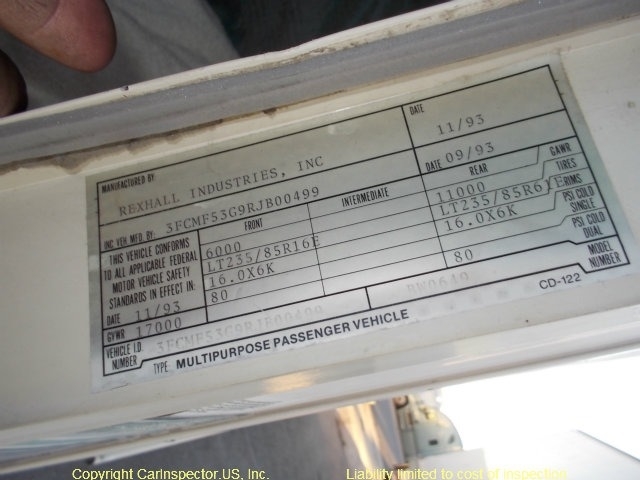 MANUFACTURED BY:
REXHALL INDUSTRIES, INC
DATE
11/93
INC VEH MFD BY: 3FCMF53G9RJB00499
DATE 09/93
THIS VEHICLE CONFORMS
TO ALL APPLICABLE FEDERAL
MOTOR VEHICLE SAFETY
STANDARDS IN EFFECT IN:
DATE 11/93
FRONT INTERMEDIATE REAR
6000 11000 GAWR
LT235/85R16E LT235/85R16E TIRES
16.0X6K 16.0X6K RIMS
80 PSI COLD SINGLE
80 PSI COLD DUAL
GVWR 17000
VEHICLE I.D. NUMBER 3FCMF53G9RJB00499
BW0640 MODEL NUMBER
TYPE MULTIPURPOSE PASSENGER VEHICLE
CD-122
Copyright CarInspector.US, Inc. Liability limited to cost of inspection.